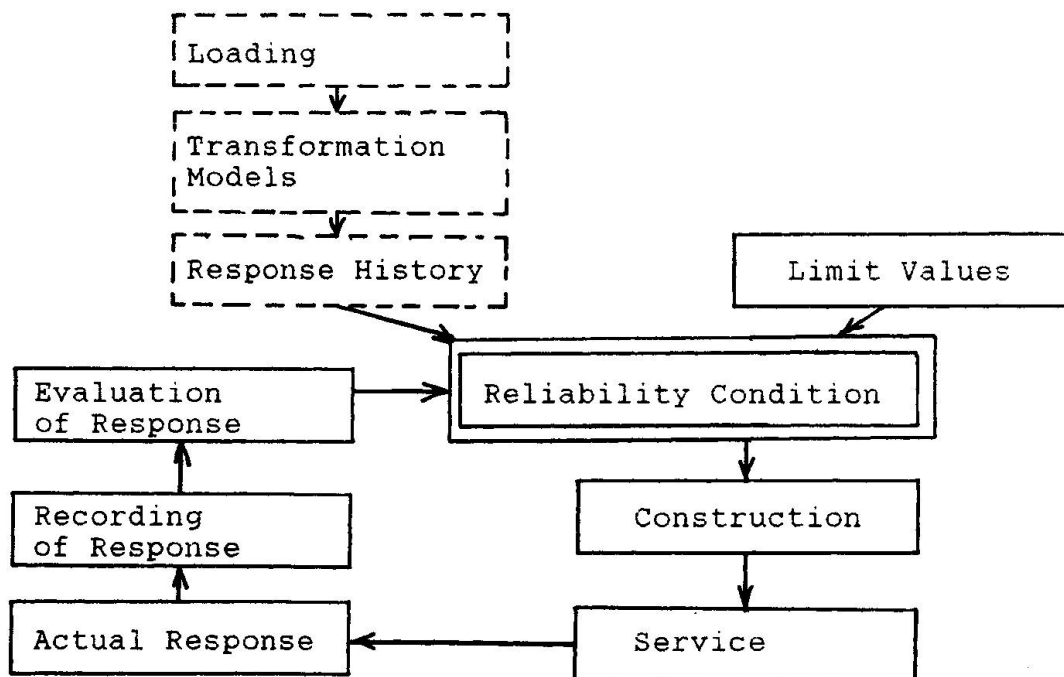 Loading
Transformation
Models
Response History
Limit Values
Reliability Condition
Evaluation
of Response
Recording
of Response
Construction
Actual Response
Service